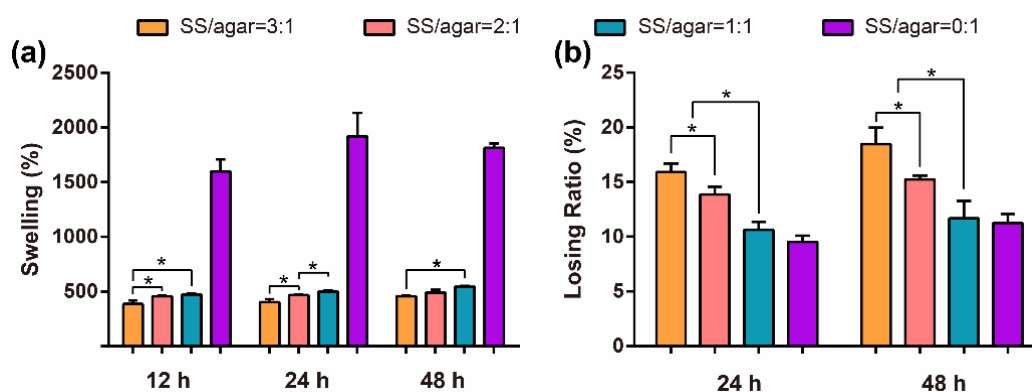 SS/agar=3:1 SS/agar=2:1 SS/agar=1:1 SS/agar=0:1
(a)
Swelling (%)
2500
2000
1500
1000
500
* * * * *
12 h 24 h 48 h
(b)
Losing Ratio (%)
25
20
15
10
5
0
* * * *
24 h 48 h